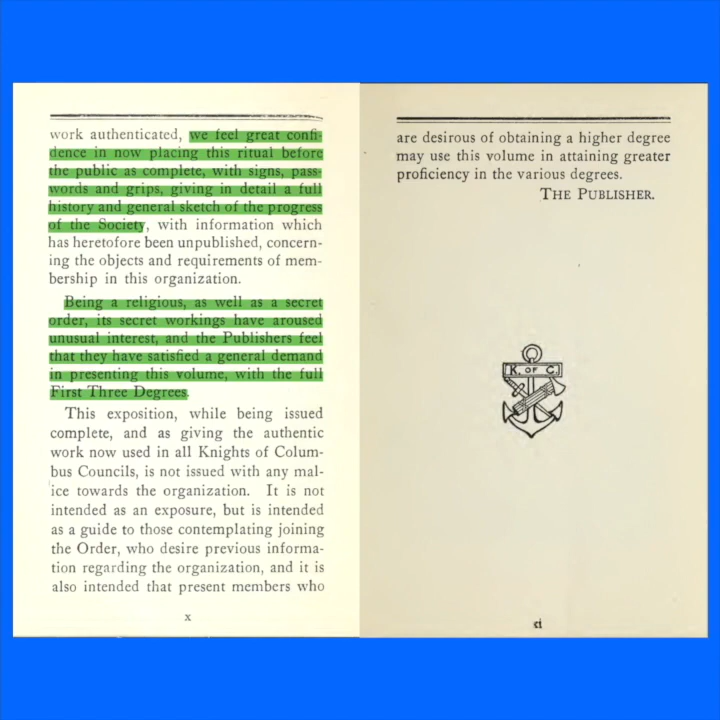 work authenticated, we feel great confi-
dence in now placing this ritual before
the public as complete, with signs, pass-
words and grips, giving in detail a full
history and general sketch of the progress
of the Society, with information which
has heretofore been unpublished, concern-
ing the objects and requirements of mem-
bership in this organization.
Being a religious, as well as a secret
order, its secret workings have aroused
unusual interest, and the Publishers feel
that they have satisfied a general demand
in presenting this volume, with the full
First Three Degrees.
This exposition, while being issued
complete, and as giving the authentic
work now used in all Knights of Colum-
bus Councils, is not issued with any mal-
ice towards the organization. It is not
intended as an exposure, but is intended
as a guide to those contemplating joining
the Order, who desire previous informa-
tion regarding the organization, and it is
also intended that present members who
x
are desirous of obtaining a higher degree
may use this volume in attaining greater
proficiency in the various degrees.
THE PUBLISHER.
K. OF C.
xi